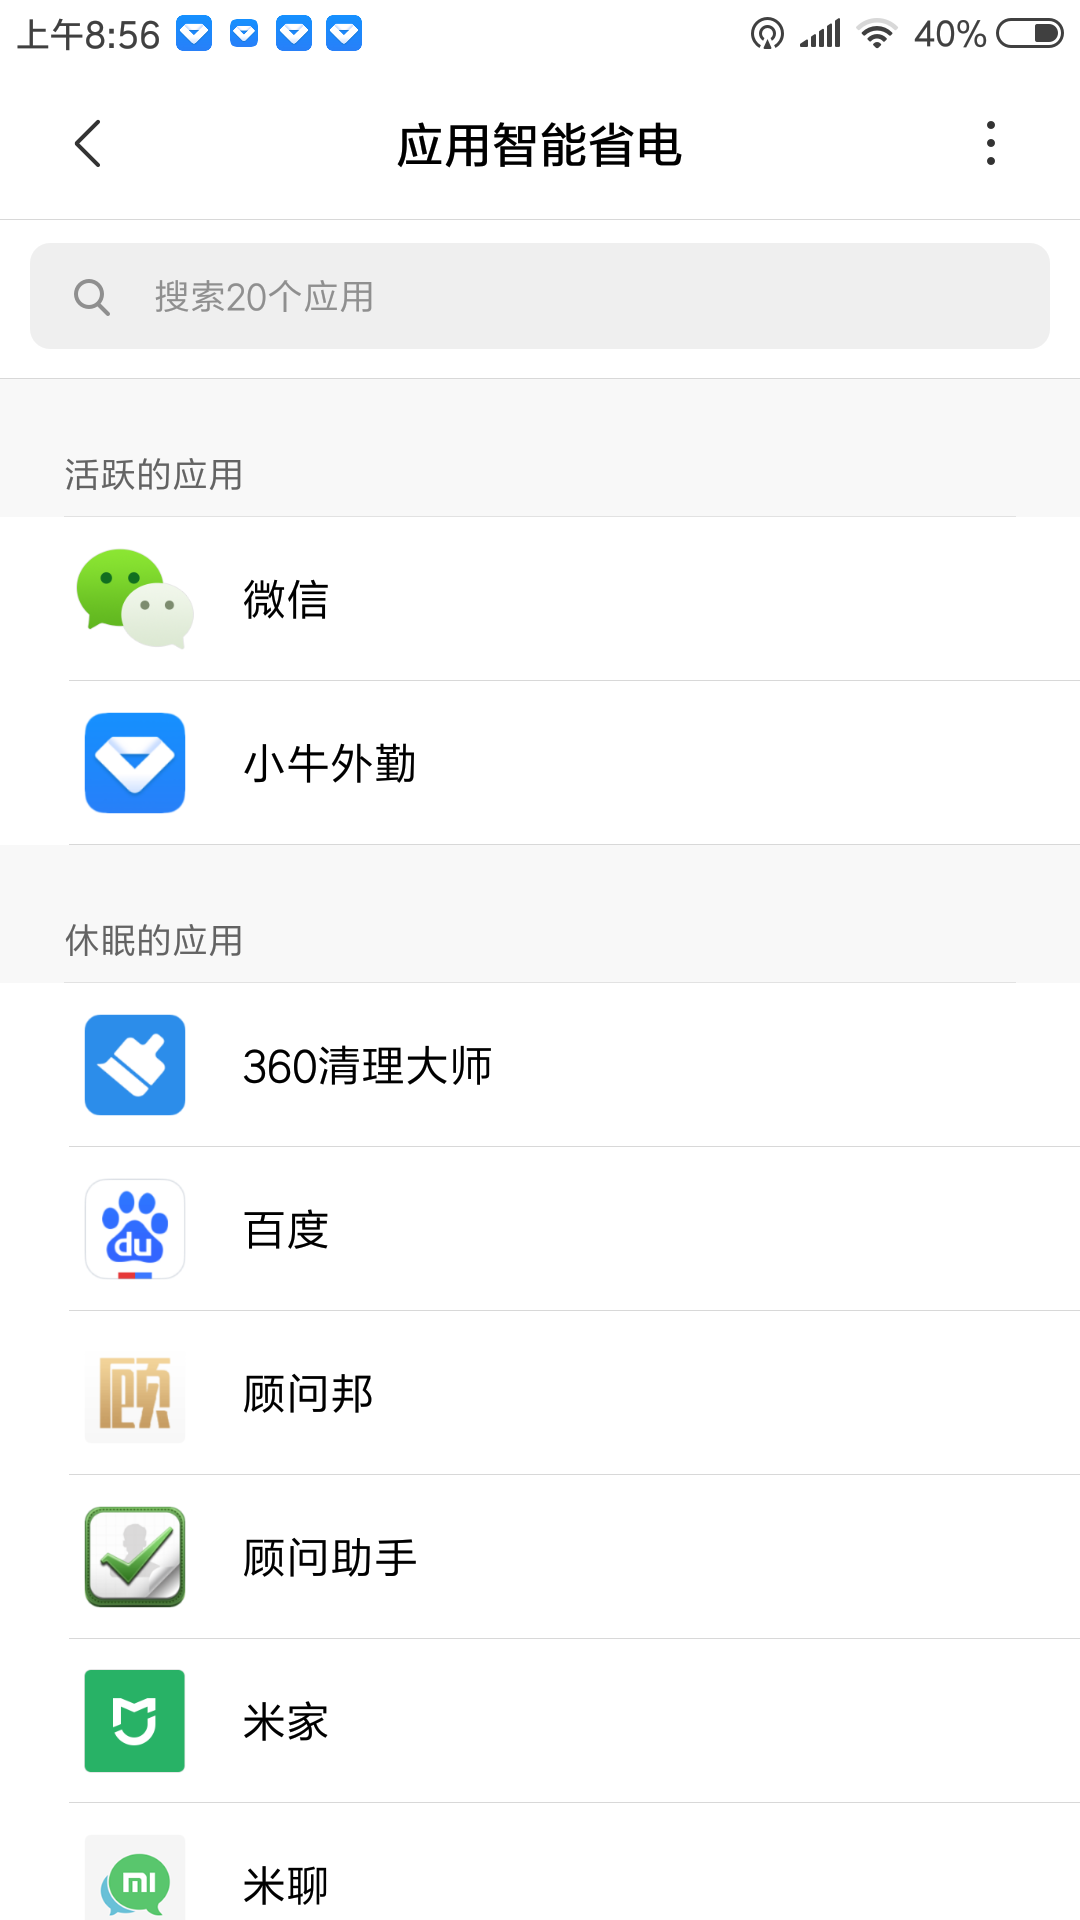 上午8:56
40%
应用智能省电
搜索20个应用
活跃的应用
微信
小牛外勤
休眠的应用
360清理大师
du
百度
顾
顾问邦
顾问助手
米家
mi
米聊